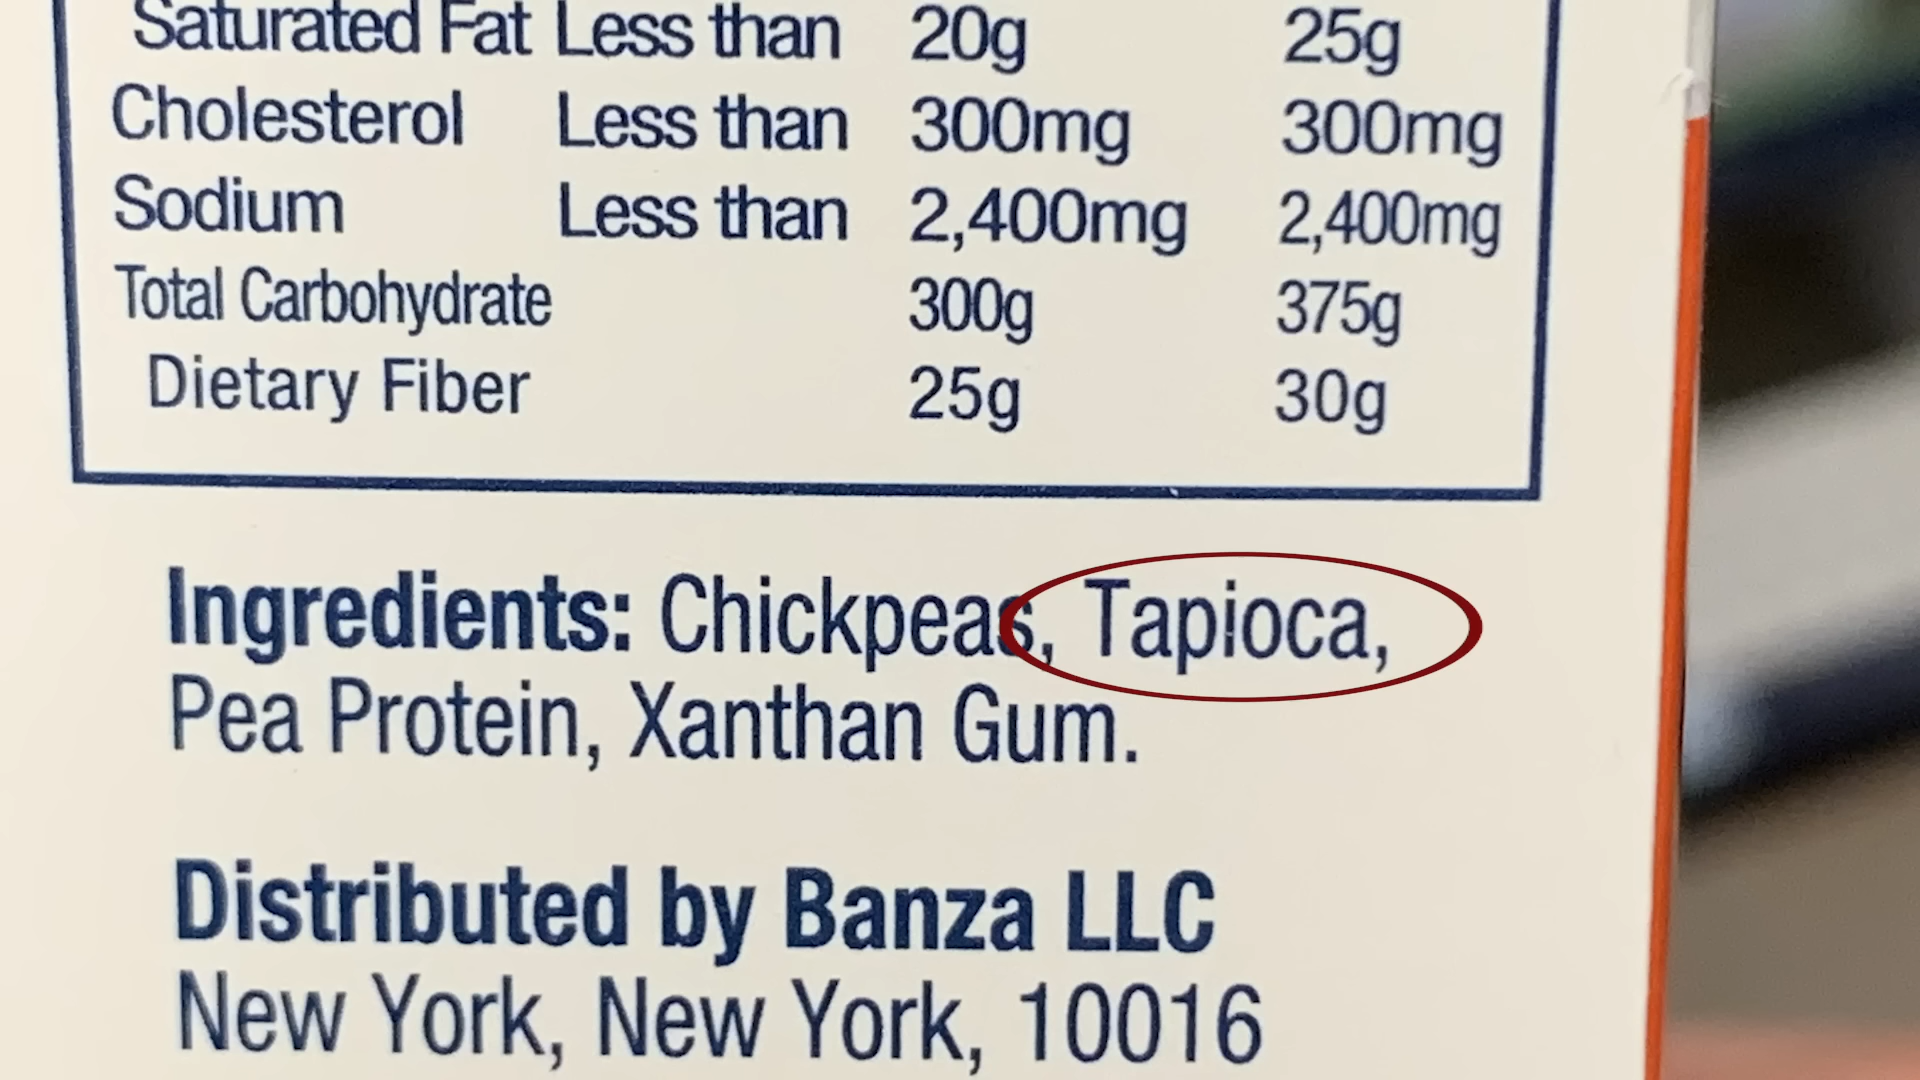 Saturated Fat Less than 20g 25g
Cholesterol Less than 300mg 300mg
Sodium Less than 2,400mg 2,400mg
Total Carbohydrate 300g 375g
Dietary Fiber 25g 30g
Ingredients: Chickpeas, Tapioca,
Pea Protein, Xanthan Gum.
Distributed by Banza LLC
New York, New York, 10016